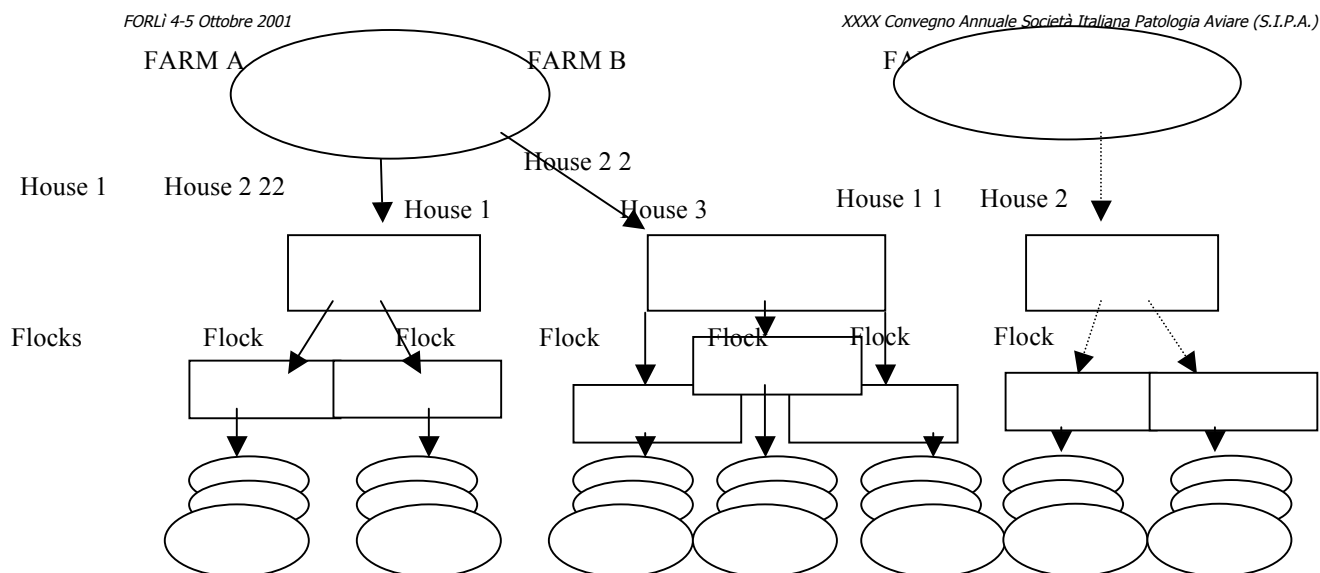 FORLì 4-5 Ottobre 2001 XXXX Convegno Annuale Società Italiana Patologia Aviare (S.I.P.A.)
FARM A FARM B
House 2 2
House 1 House 2 22
House 1 House 3 House 1 1 House 2
Flocks Flock Flock Flock Flock Flock Flock